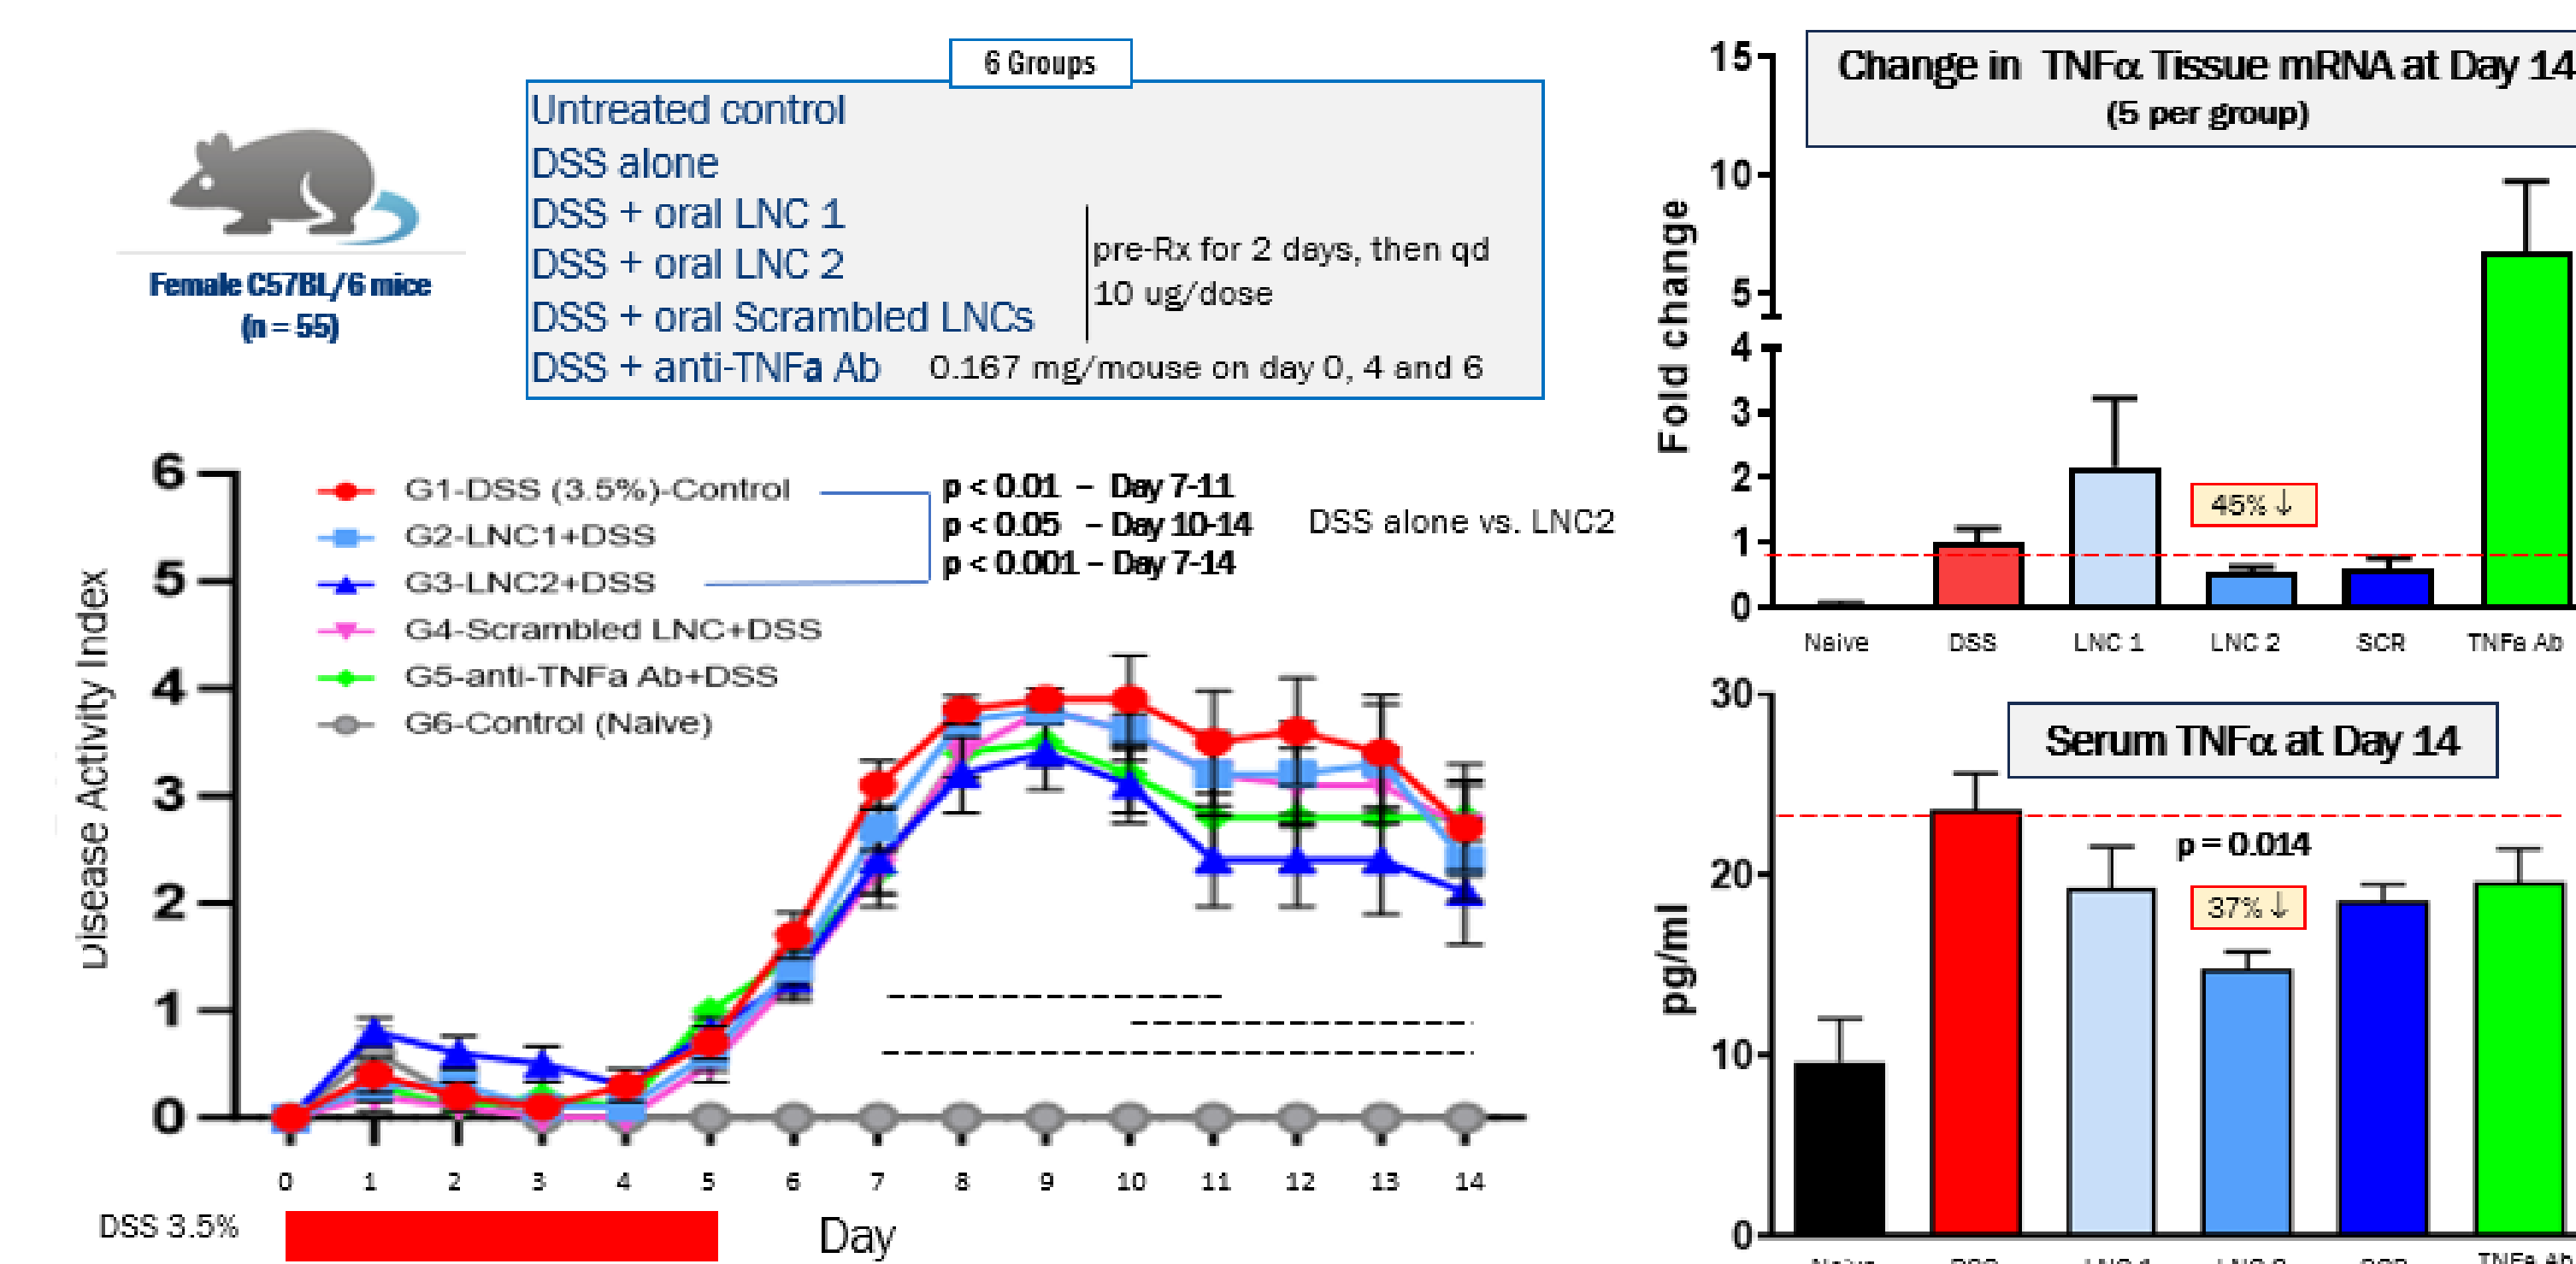 6 Groups
Untreated control
DSS alone
DSS + oral LNC 1
DSS + oral LNC 2
DSS + oral Scrambled LNCs
DSS + anti-TNFa Ab
pre-Rx for 2 days, then qd
10 ug/dose
0.167 mg/mouse on day 0, 4 and 6
Female C57BL/6 mice
(n = 55)
Disease Activity Index
6
5
4
3
2
1
0
G1-DSS (3.5%)-Control
G2-LNC1+DSS
G3-LNC2+DSS
G4-Scrambled LNC+DSS
G5-anti-TNFa Ab+DSS
G6-Control (Naive)
p < 0.01 – Day 7-11
p < 0.05 – Day 10-14
p < 0.001 – Day 7-14
DSS alone vs. LNC2
0 1 2 3 4 5 6 7 8 9 10 11 12 13 14
DSS 3.5%
Day
Change in TNFα Tissue mRNA at Day 14
(5 per group)
Fold change
15
10
5
4
3
2
1
0
45% ↓
Naive DSS LNC 1 LNC 2 SCR TNFa Ab
Serum TNFα at Day 14
pg/ml
30
20
10
0
p = 0.014
37% ↓
TNFa Ab